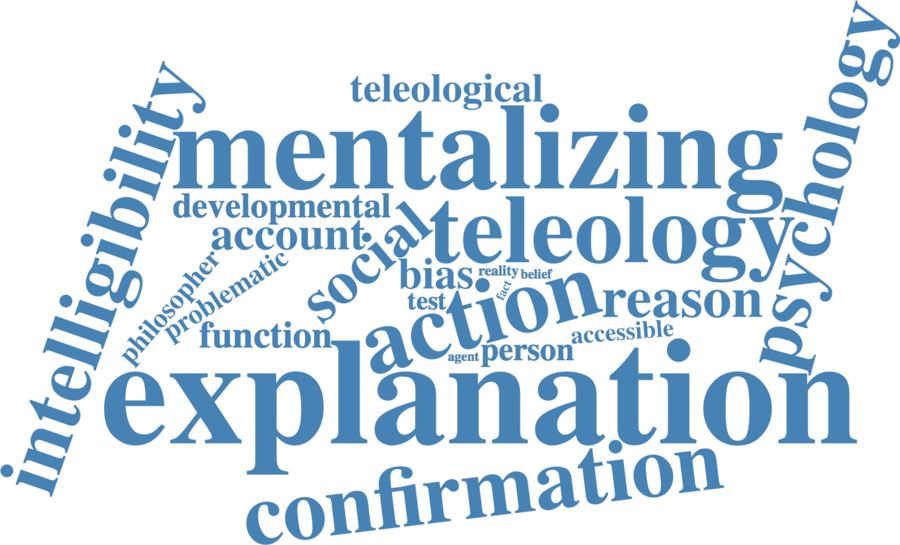 teleological
mentalizing
psychology
intelligibility
developmental
teleology
account
social
bias
reality
belief
fact
philosopher
problematic
test
action
reason
function
accessible
agent
person
explanation
confirmation